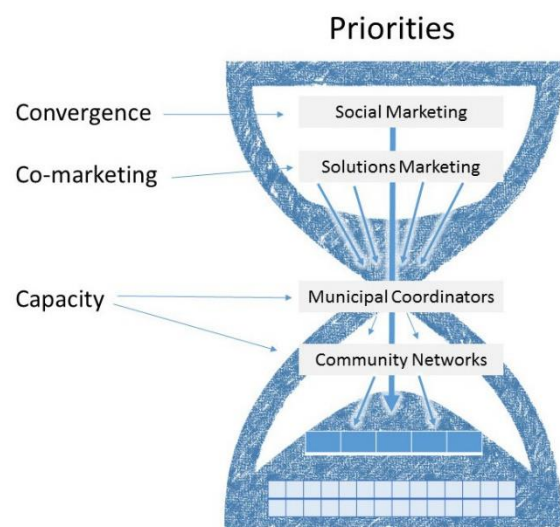 Priorities
Convergence
Social Marketing
Co-marketing
Solutions Marketing
Capacity
Municipal Coordinators
Community Networks